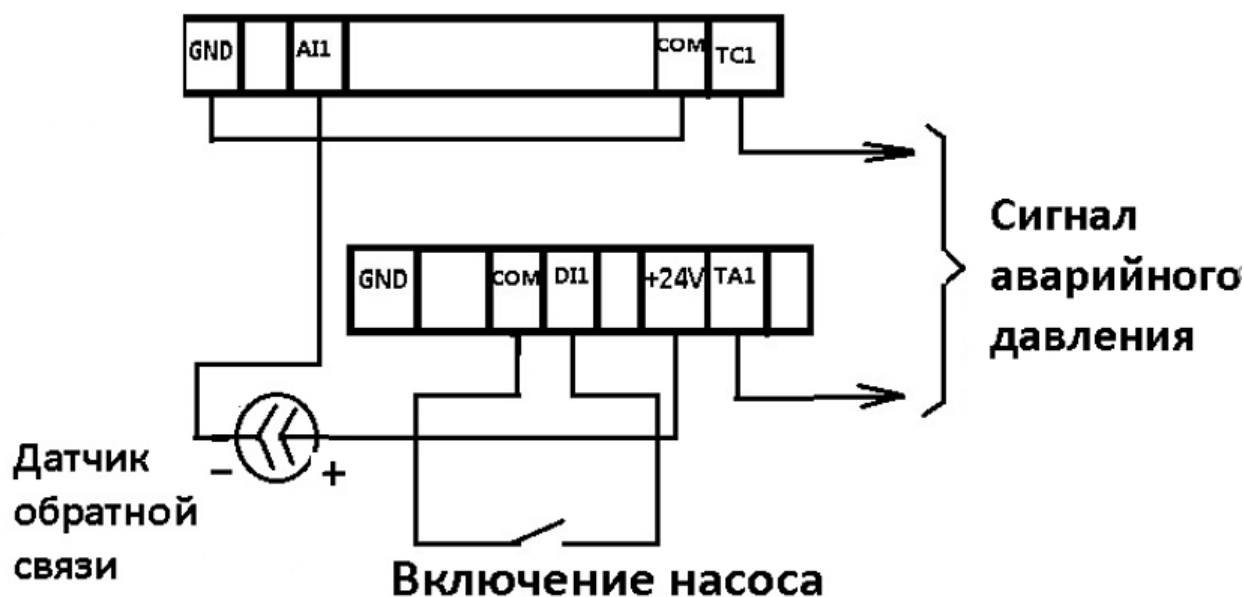 GND AI1 COM TC1
Сигнал
аварийного
давления
GND COM DI1 +24V TA1
Датчик
обратной
связи
− +
Включение насоса